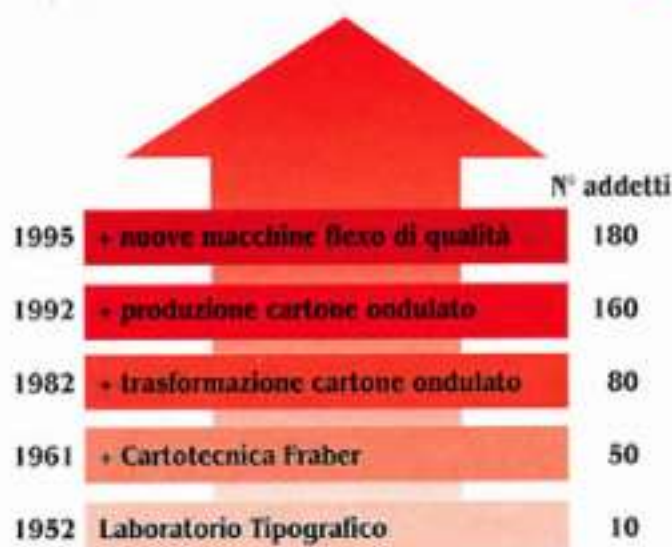 N° addetti
1995 + nuove macchine flexo di qualità 180
1992 + produzione cartone ondulato 160
1982 + trasformazione cartone ondulato 80
1961 + Cartotecnica Fraber 50
1952 Laboratorio Tipografico 10